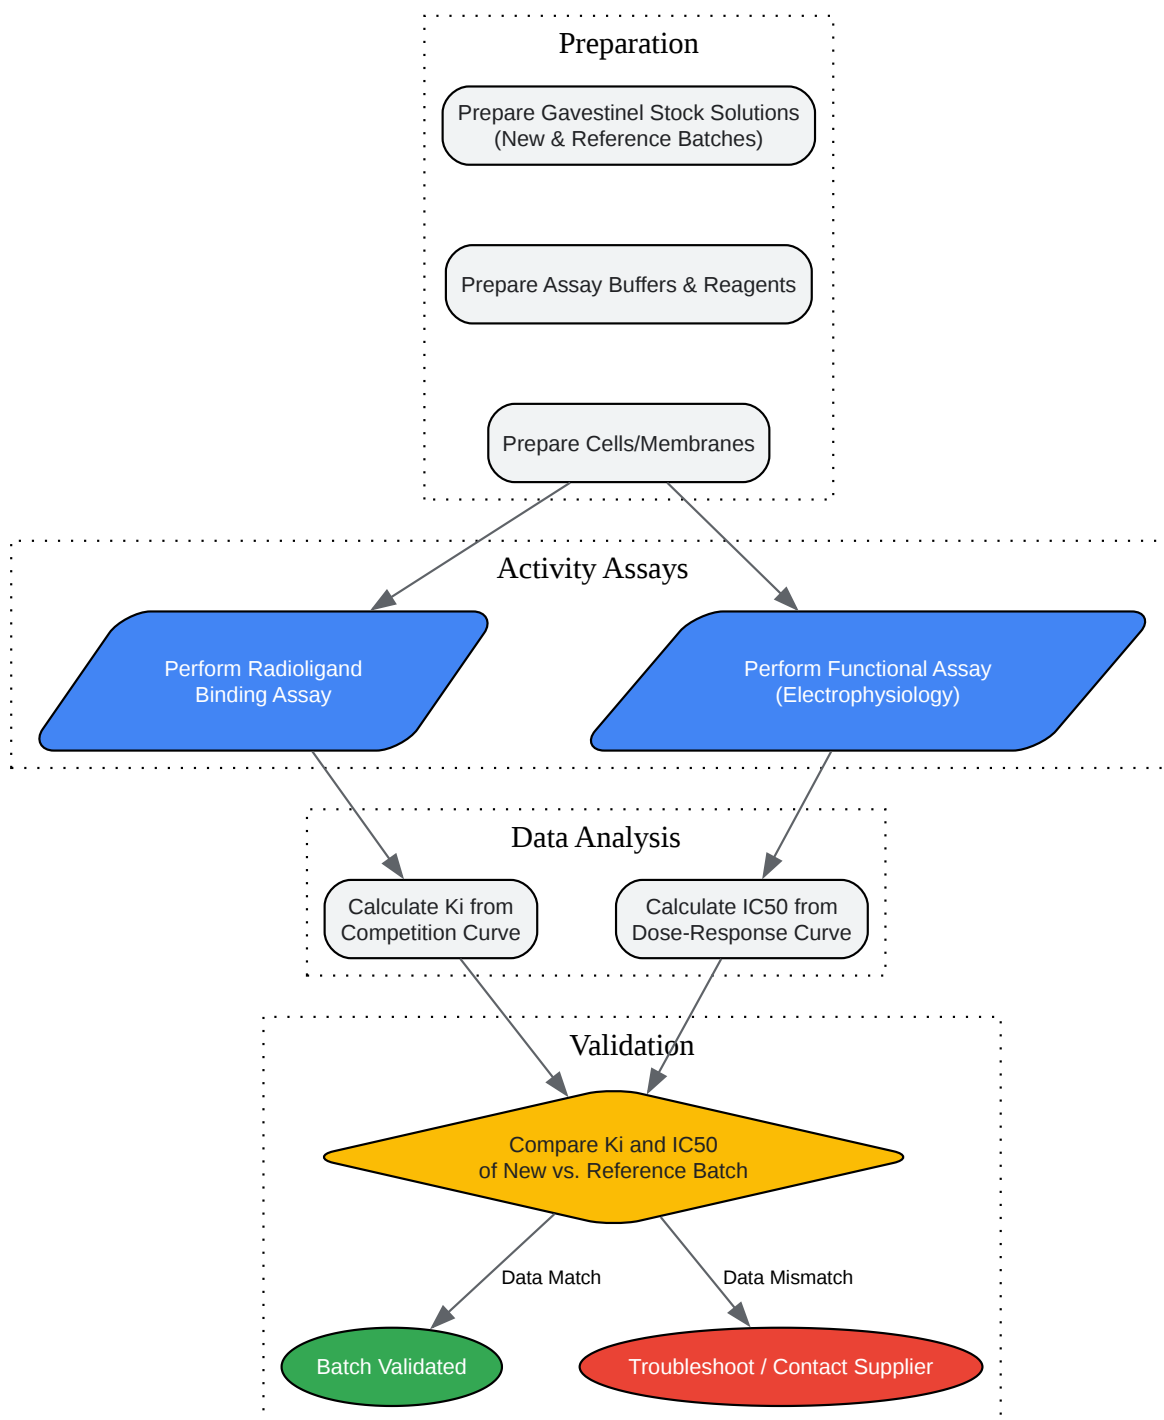 Preparation
Prepare Gavestinel Stock Solutions
(New & Reference Batches)
Prepare Assay Buffers & Reagents
Prepare Cells/Membranes
Activity Assays
Perform Radioligand
Binding Assay
Perform Functional Assay
(Electrophysiology)
Data Analysis
Calculate Ki from
Competition Curve
Calculate IC50 from
Dose-Response Curve
Validation
Compare Ki and IC50
of New vs. Reference Batch
Data Match
Data Mismatch
Batch Validated
Troubleshoot / Contact Supplier